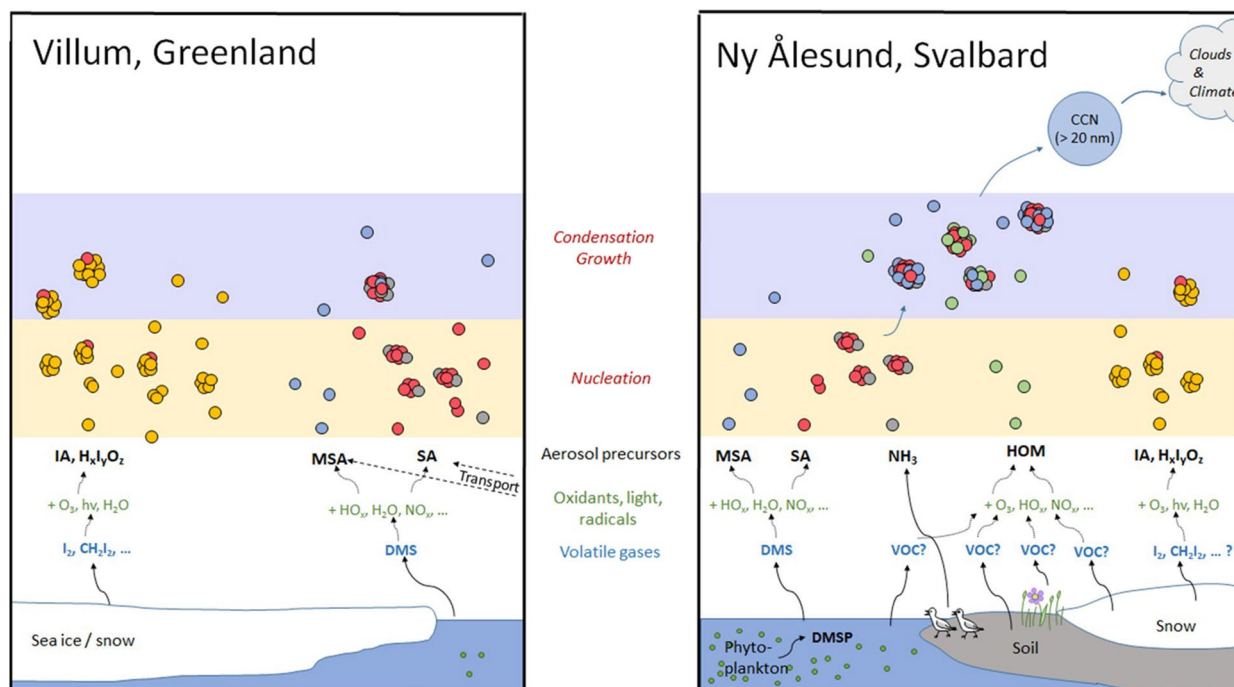 Villum, Greenland
IA, HxIyOz
+ O3, hv, H2O
I2, CH2I2, ...
Sea ice / snow
MSA
SA
Transport
+ HOx, H2O, NOx, ...
DMS
Condensation
Growth
Nucleation
Aerosol precursors
Oxidants, light,
radicals
Volatile gases
Ny Ålesund, Svalbard
Clouds
&
Climate
CCN
(> 20 nm)
MSA
SA
NH3
HOM
IA, HxIyOz
+ HOx, H2O, NOx, ...
+ O3, HOx, NOx, ...
+ O3, hv, H2O
DMS
VOC?
VOC?
VOC?
VOC?
I2, CH2I2, ... ?
Phyto-
plankton
DMSP
Soil
Snow